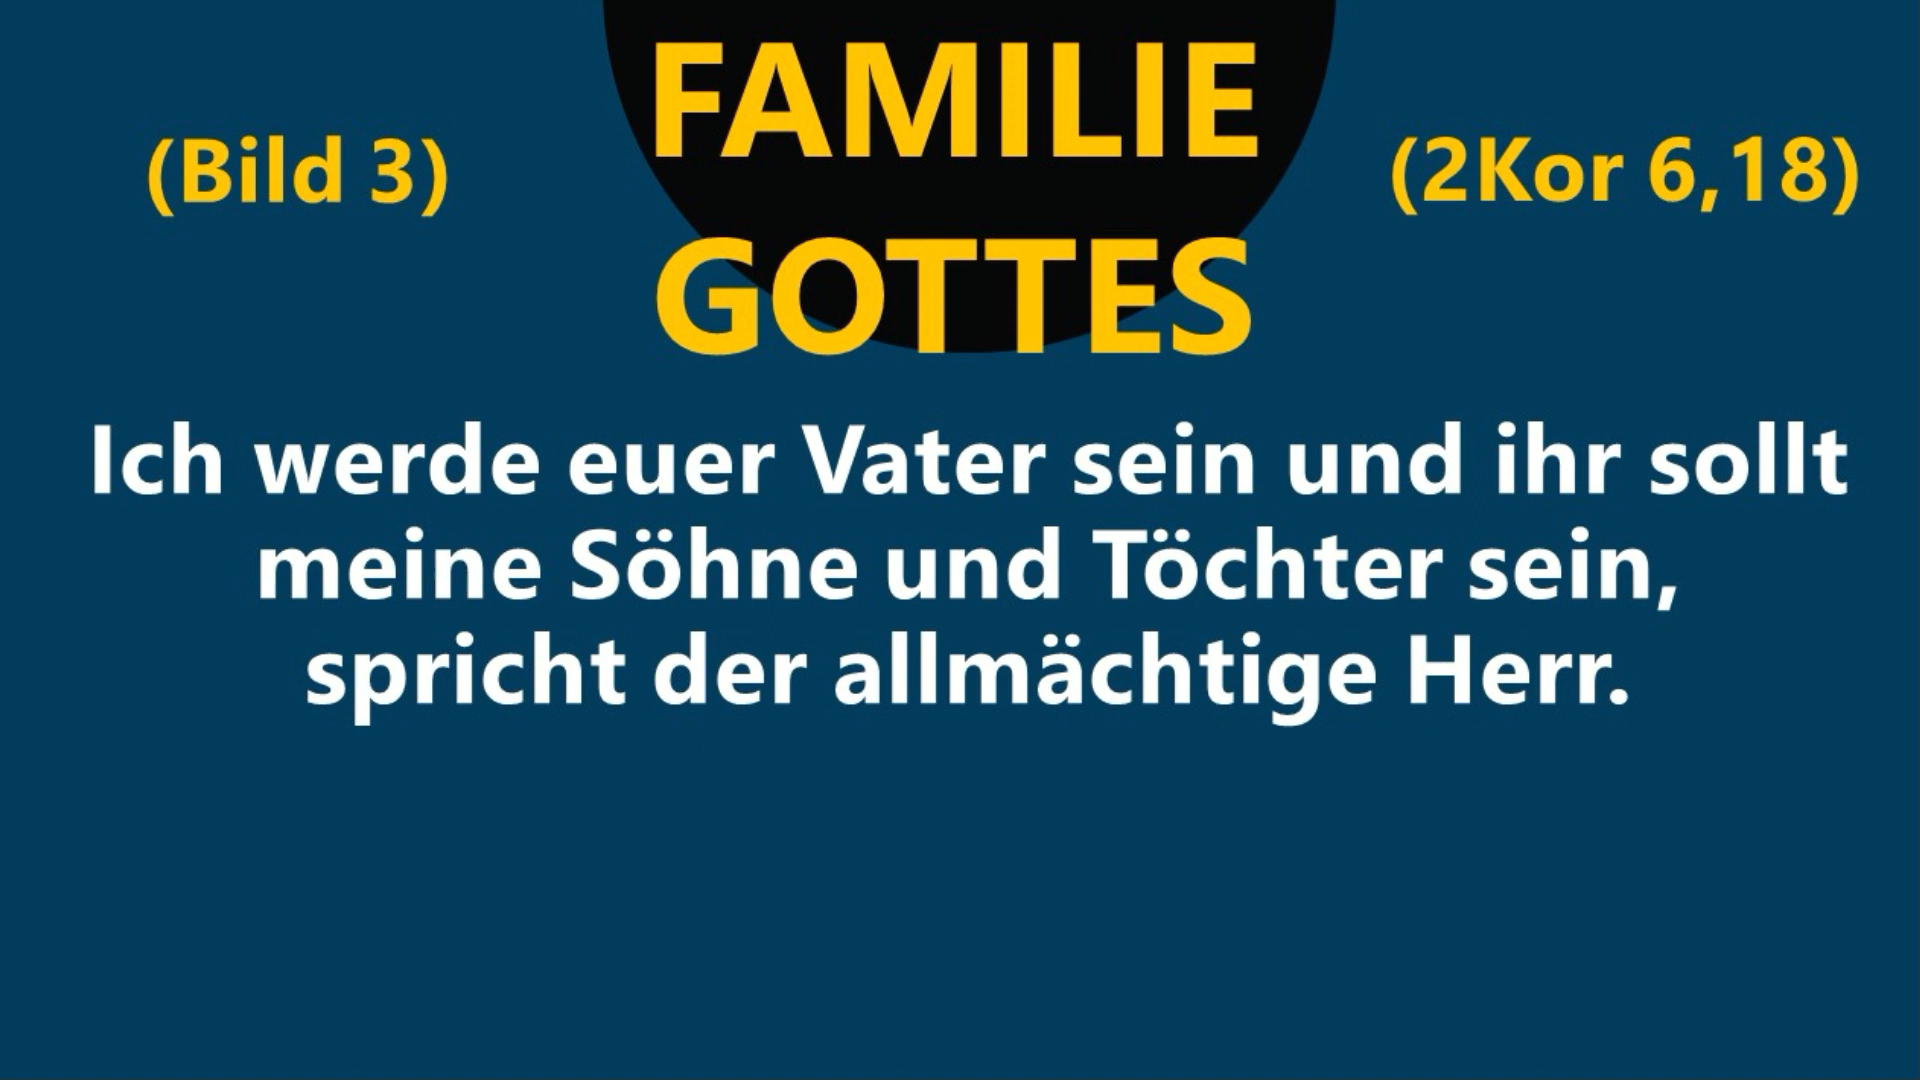 FAMILIE
(Bild 3)
(2Kor 6,18)
GOTTES
Ich werde euer Vater sein und ihr sollt
meine Söhne und Töchter sein,
spricht der allmächtige Herr.